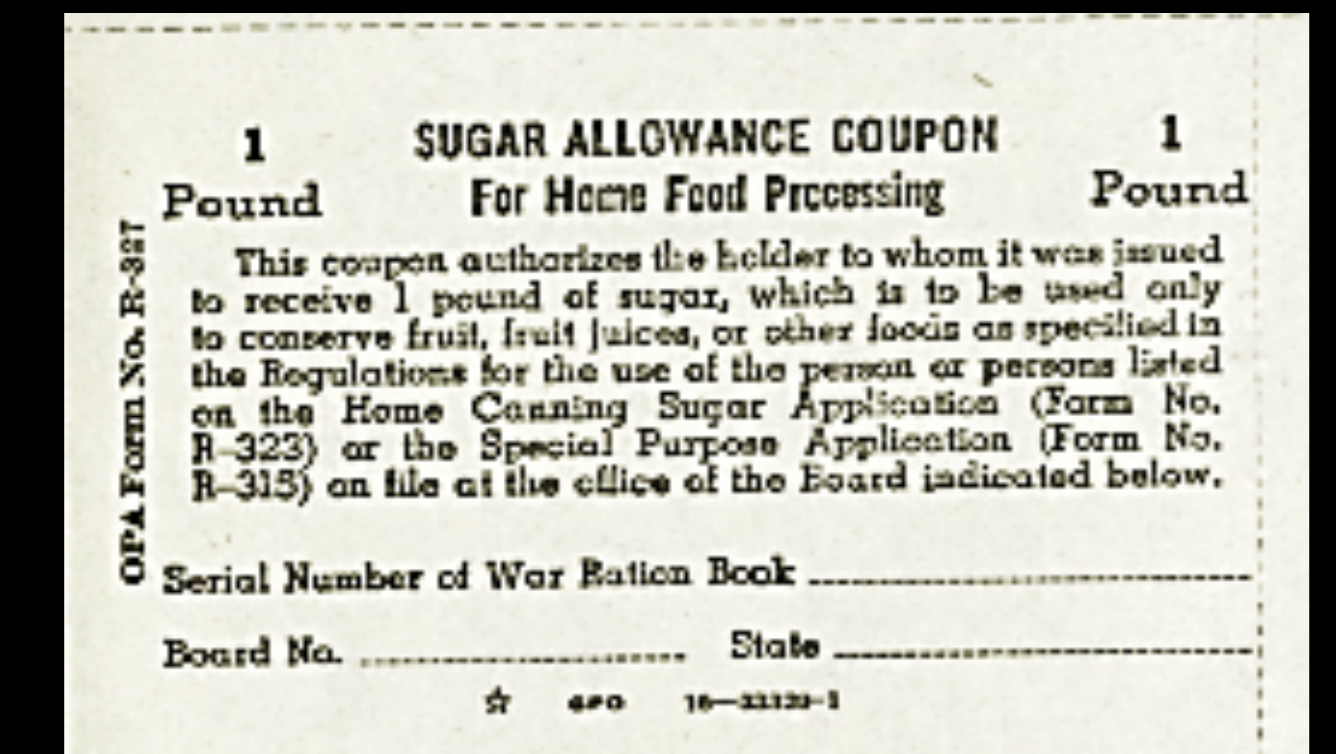 1 SUGAR ALLOWANCE COUPON 1
Pound For Home Food Processing Pound
This coupon authorizes the holder to whom it was issued
to receive 1 pound of sugar, which is to be used only
to conserve fruit, fruit juices, or other foods as specified in
the Regulations for the use of the person or persons listed
on the Home Canning Sugar Application (Form No.
R-323) or the Special Purpose Application (Form No.
R-315) on file at the office of the Board indicated below.
OPA Form No. R-327
Serial Number of War Ration Book
Board No. State
☆ GPO